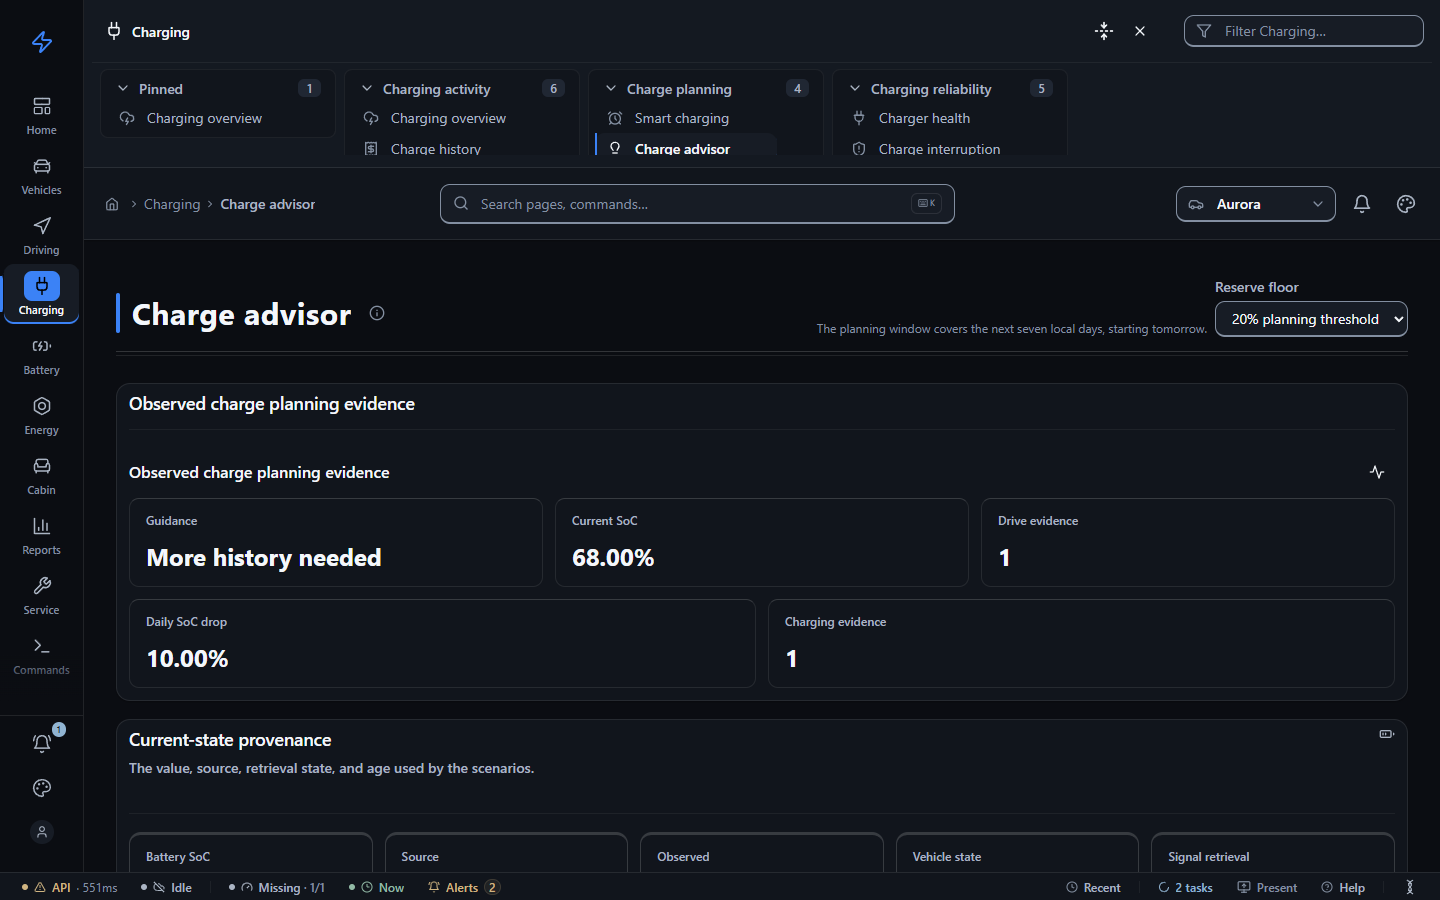 Charging
Filter Charging...
Pinned 1
Charging overview
Charging activity 6
Charging overview
Charge history
Charge planning 4
Smart charging
Charge advisor
Charging reliability 5
Charger health
Charge interruption
Home
Vehicles
Driving
Charging
Battery
Energy
Cabin
Reports
Service
Commands
1
Charging
Charge advisor
Search pages, commands...
K
Aurora
Charge advisor
The planning window covers the next seven local days, starting tomorrow.
Reserve floor
20% planning threshold
Observed charge planning evidence
Observed charge planning evidence
Guidance
More history needed
Current SoC
68.00%
Drive evidence
1
Daily SoC drop
10.00%
Charging evidence
1
Current-state provenance
The value, source, retrieval state, and age used by the scenarios.
Battery SoC
Source
Observed
Vehicle state
Signal retrieval
API · 551ms
Idle
Missing · 1/1
Now
Alerts 2
Recent
2 tasks
Present
Help